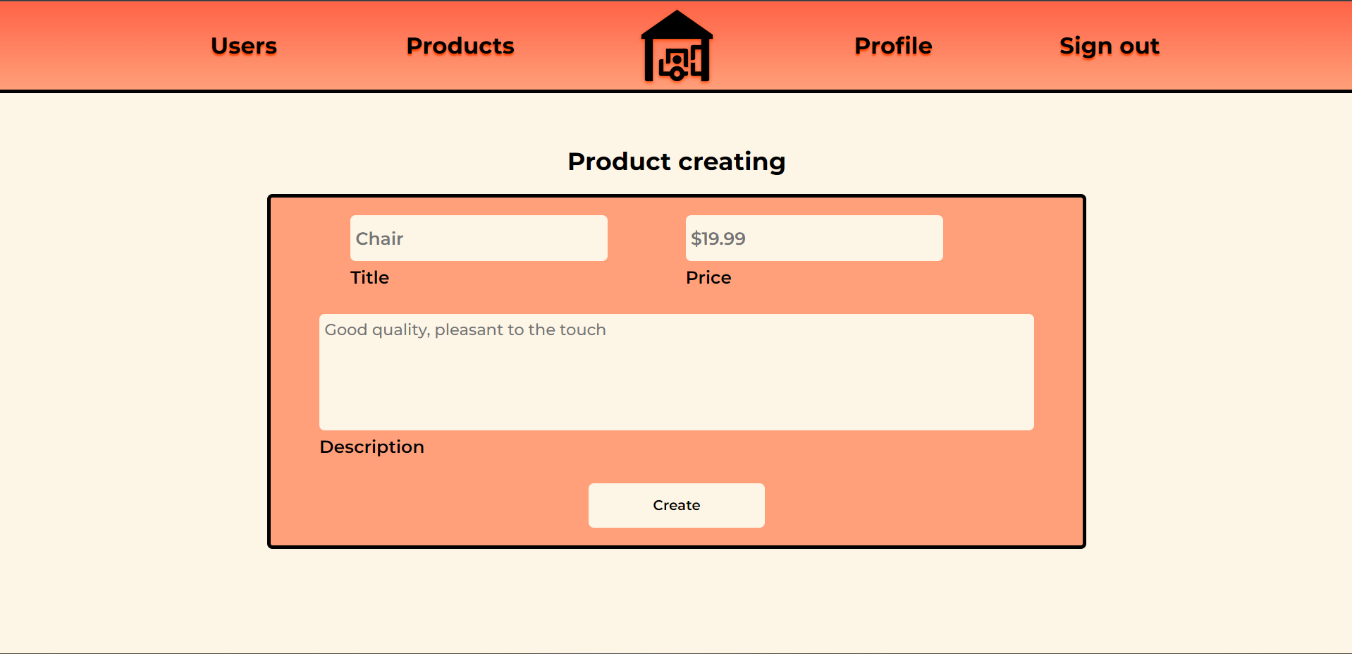 Users Products Profile Sign out
Product creating
Chair $19.99
Title Price
Good quality, pleasant to the touch
Description
Create